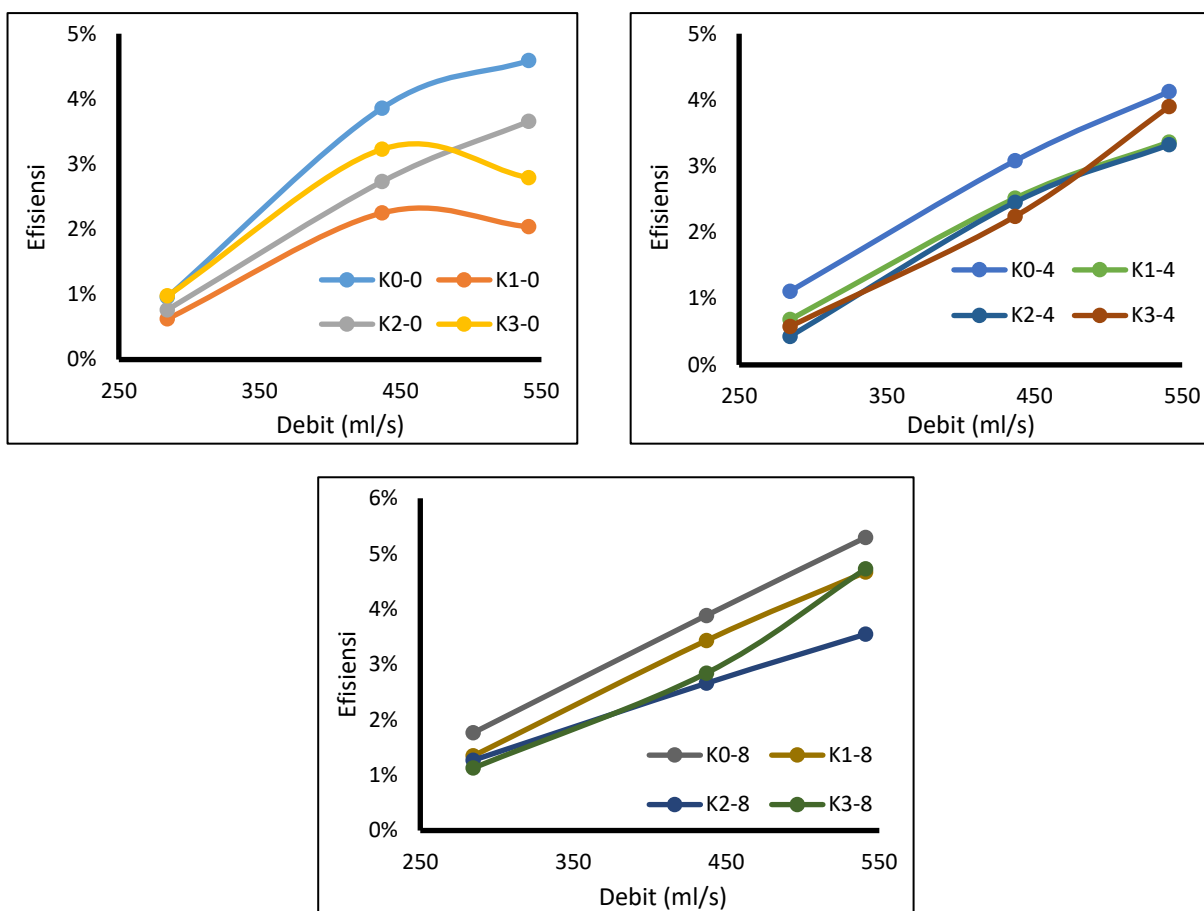 5%
4%
3%
2%
1%
0%
Efisiensi
K0-0 K1-0
K2-0 K3-0
250 350 450 550
Debit (ml/s)
5%
4%
3%
2%
1%
0%
Efisiensi
K0-4 K1-4
K2-4 K3-4
250 350 450 550
Debit (ml/s)
6%
5%
4%
3%
2%
1%
0%
Efisiensi
K0-8 K1-8
K2-8 K3-8
250 350 450 550
Debit (ml/s)